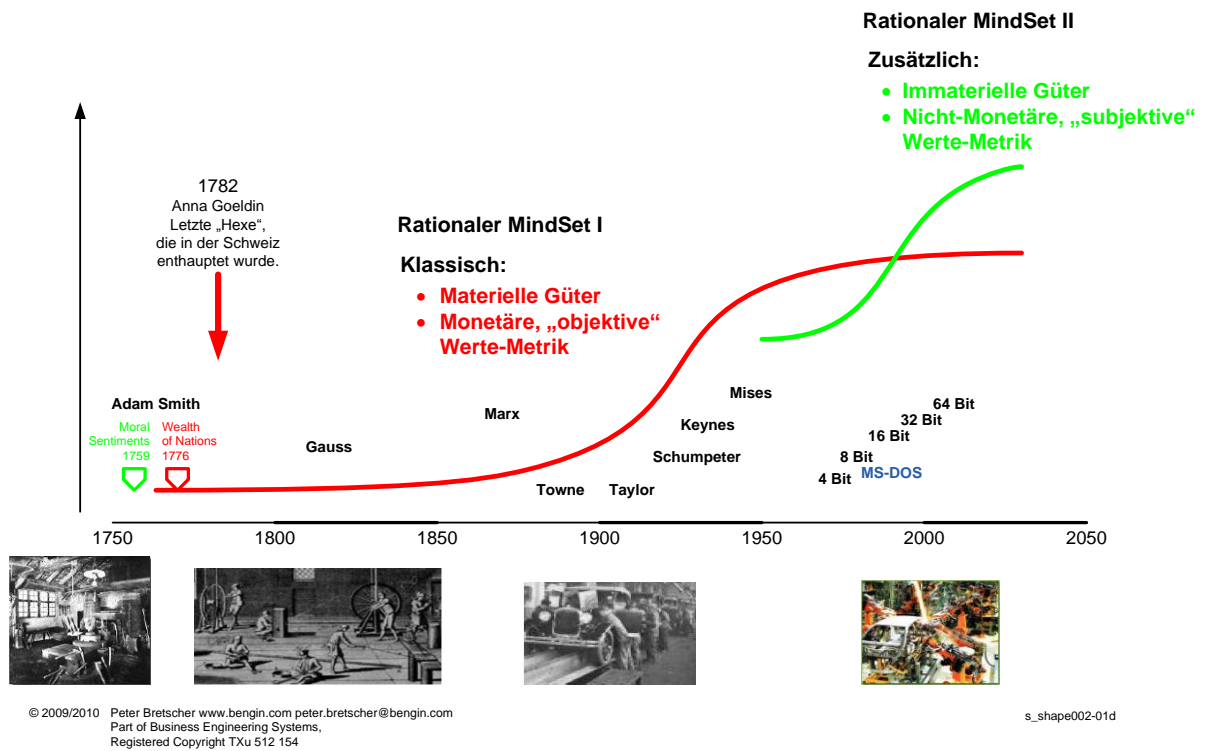 Rationaler MindSet II
Zusätzlich:
• Immaterielle Güter
• Nicht-Monetäre, „subjektive“
Werte-Metrik
1782
Anna Goeldin
Letzte „Hexe“,
die in der Schweiz
enthauptet wurde.
Rationaler MindSet I
Klassisch:
• Materielle Güter
• Monetäre, „objektive“
Werte-Metrik
Adam Smith
Moral
Sentiments
1759
Wealth
of Nations
1776
Gauss
Marx
Mises
Keynes
Schumpeter
Towne
Taylor
64 Bit
32 Bit
16 Bit
8 Bit
MS-DOS
4 Bit
1750
1800
1850
1900
1950
2000
2050
© 2009/2010 Peter Bretscher www.bengin.com peter.bretscher@bengin.com
Part of Business Engineering Systems,
Registered Copyright TXu 512 154
s_shape002-01d